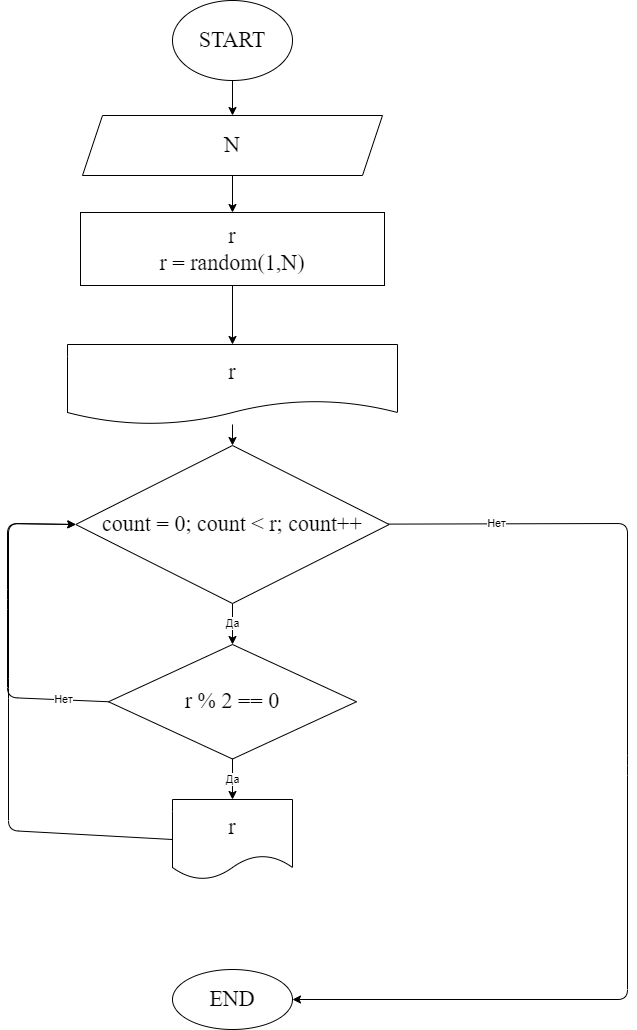 START
N
r
r = random(1,N)
r
count = 0; count < r; count++
Нет
Да
r % 2 == 0
Нет
Да
r
END